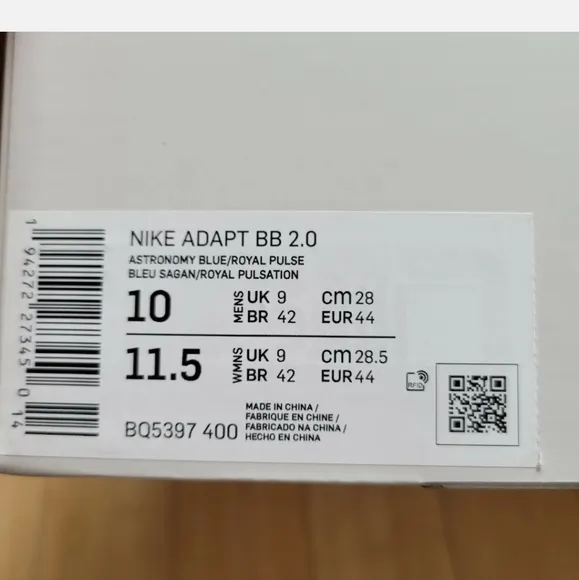 NIKE ADAPT BB 2.0
ASTRONOMY BLUE/ROYAL PULSE
BLEU SAGAN/ROYAL PULSATION
10 MENS UK 9 CM 28
BR 42 EUR 44
11.5 WMNS UK 9 CM 28.5
BR 42 EUR 44
RFID
BQ5397 400
MADE IN CHINA /
FABRIQUE EN CHINE /
FABRICADO NA CHINA /
HECHO EN CHINA
1 94272 27345 0 14